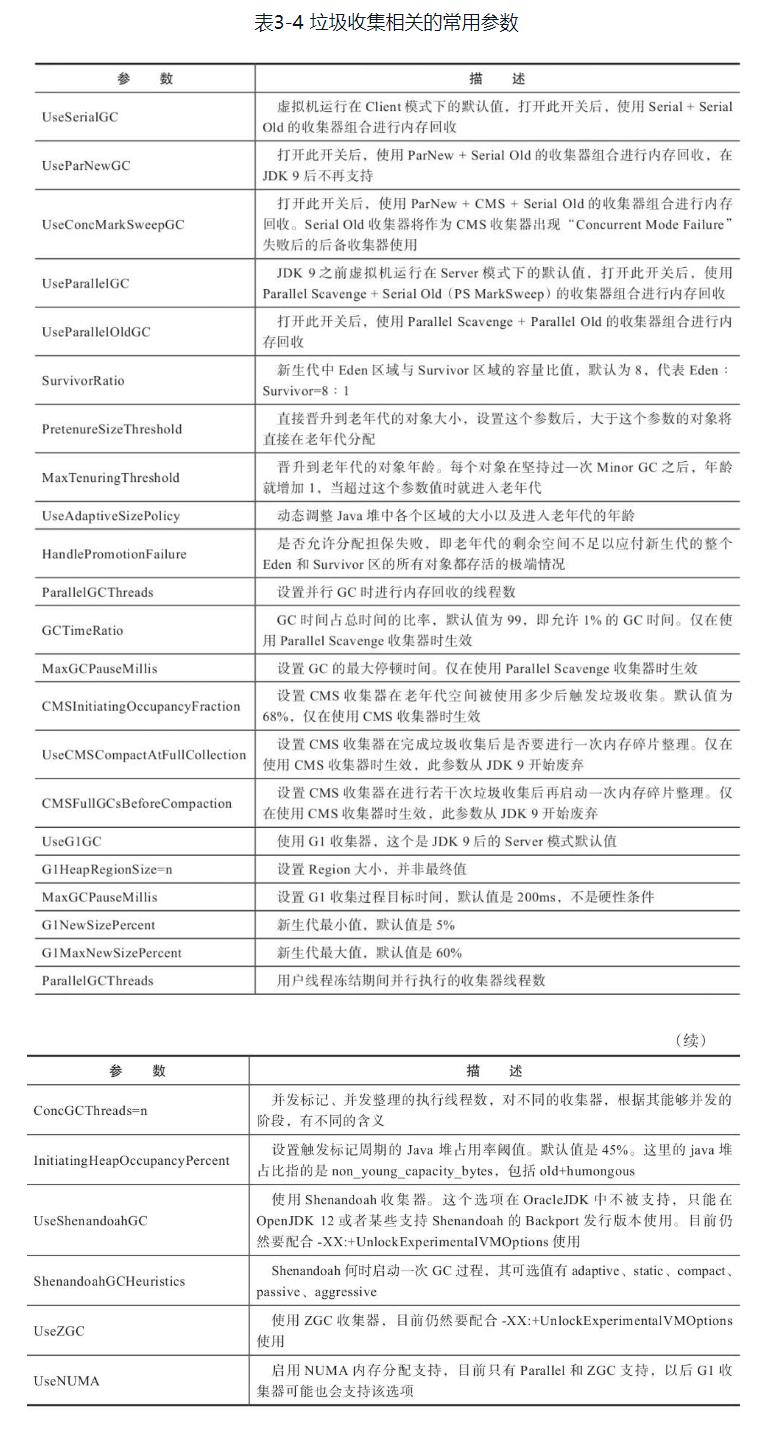 表3-4 垃圾收集相关的常用参数
参 数 描 述
UseSerialGC
虚拟机运行在 Client 模式下的默认值，打开此开关后，使用 Serial + Serial
Old 的收集器组合进行内存回收
UseParNewGC
打开此开关后，使用 ParNew + Serial Old 的收集器组合进行内存回收，在
JDK 9 后不再支持
UseConcMarkSweepGC
打开此开关后，使用 ParNew + CMS + Serial Old 的收集器组合进行内存
回收。Serial Old 收集器将作为 CMS 收集器出现“Concurrent Mode Failure”
失败后的后备收集器使用
UseParallelGC
JDK 9 之前虚拟机运行在 Server 模式下的默认值，打开此开关后，使用
Parallel Scavenge + Serial Old（PS MarkSweep）的收集器组合进行内存回收
UseParallelOldGC
打开此开关后，使用 Parallel Scavenge + Parallel Old 的收集器组合进行内
存回收
SurvivorRatio
新生代中 Eden 区域与 Survivor 区域的容量比值，默认为 8，代表 Eden：
Survivor=8：1
PretenureSizeThreshold
直接晋升到老年代的对象大小，设置这个参数后，大于这个参数的对象将
直接在老年代分配
MaxTenuringThreshold
晋升到老年代的对象年龄。每个对象在坚持过一次 Minor GC 之后，年龄
就增加 1，当超过这个参数值时就进入老年代
UseAdaptiveSizePolicy
动态调整 Java 堆中各个区域的大小以及进入老年代的年龄
HandlePromotionFailure
是否允许分配担保失败，即老年代的剩余空间不足以应付新生代的整个
Eden 和 Survivor 区的所有对象都存活的极端情况
ParallelGCThreads
设置并行 GC 时进行内存回收的线程数
GCTimeRatio
GC 时间占总时间的比率，默认值为 99，即允许 1% 的 GC 时间。仅在使
用 Parallel Scavenge 收集器时生效
MaxGCPauseMillis
设置 GC 的最大停顿时间。仅在使用 Parallel Scavenge 收集器时生效
CMSInitiatingOccupancyFraction
设置 CMS 收集器在老年代空间被使用多少后触发垃圾收集。默认值为
68%，仅在使用 CMS 收集器时生效
UseCMSCompactAtFullCollection
设置 CMS 收集器在完成垃圾收集后是否要进行一次内存碎片整理。仅在
使用 CMS 收集器时生效，此参数从 JDK 9 开始废弃
CMSFullGCsBeforeCompaction
设置 CMS 收集器在进行若干次垃圾收集后再启动一次内存碎片整理。仅
在使用 CMS 收集器时生效，此参数从 JDK 9 开始废弃
UseG1GC
使用 G1 收集器，这个是 JDK 9 后的 Server 模式默认值
G1HeapRegionSize=n
设置 Region 大小，并非最终值
MaxGCPauseMillis
设置 G1 收集过程目标时间，默认值是 200ms，不是硬性条件
G1NewSizePercent
新生代最小值，默认值是 5%
G1MaxNewSizePercent
新生代最大值，默认值是 60%
ParallelGCThreads
用户线程冻结期间并行执行的收集器线程数
（续）
参 数 描 述
ConcGCThreads=n
并发标记、并发整理的执行线程数，对不同的收集器，根据其能够并发的
阶段，有不同的含义
InitiatingHeapOccupancyPercent
设置触发标记周期的 Java 堆占用率阈值。默认值是 45%。这里的 java 堆
占比指的是 non_young_capacity_bytes，包括 old+humongous
UseShenandoahGC
使用 Shenandoah 收集器。这个选项在 OracleJDK 中不被支持，只能在
OpenJDK 12 或者某些支持 Shenandoah 的 Backport 发行版本使用。目前仍
然要配合 -XX:+UnlockExperimentalVMOptions 使用
ShenandoahGCHeuristics
Shenandoah 何时启动一次 GC 过程，其可选值有 adaptive、static、compact、
passive、aggressive
UseZGC
使用 ZGC 收集器，目前仍然要配合 -XX:+UnlockExperimentalVMOptions
使用
UseNUMA
启用 NUMA 内存分配支持，目前只有 Parallel 和 ZGC 支持，以后 G1 收
集器可能也会支持该选项